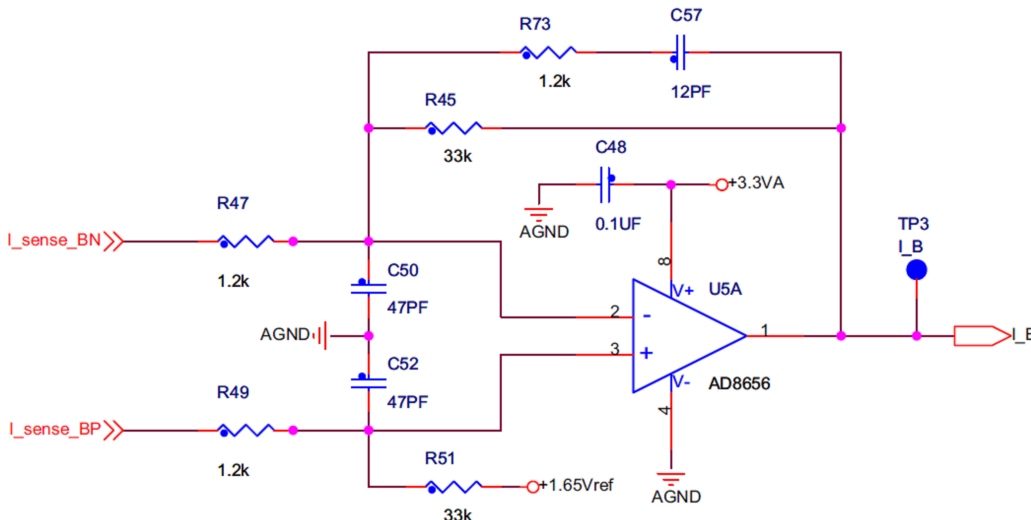 C57
R73
1.2k
12PF
R45
33k
C48
+3.3VA
0.1UF
AGND
R47
I_sense_BN
1.2k
TP3
I_B
C50
47PF
8
V+
U5A
2
-
1
AGND
3
+
I_B
C52
47PF
V-
AD8656
R49
4
I_sense_BP
1.2k
R51
+1.65Vref
33k
AGND